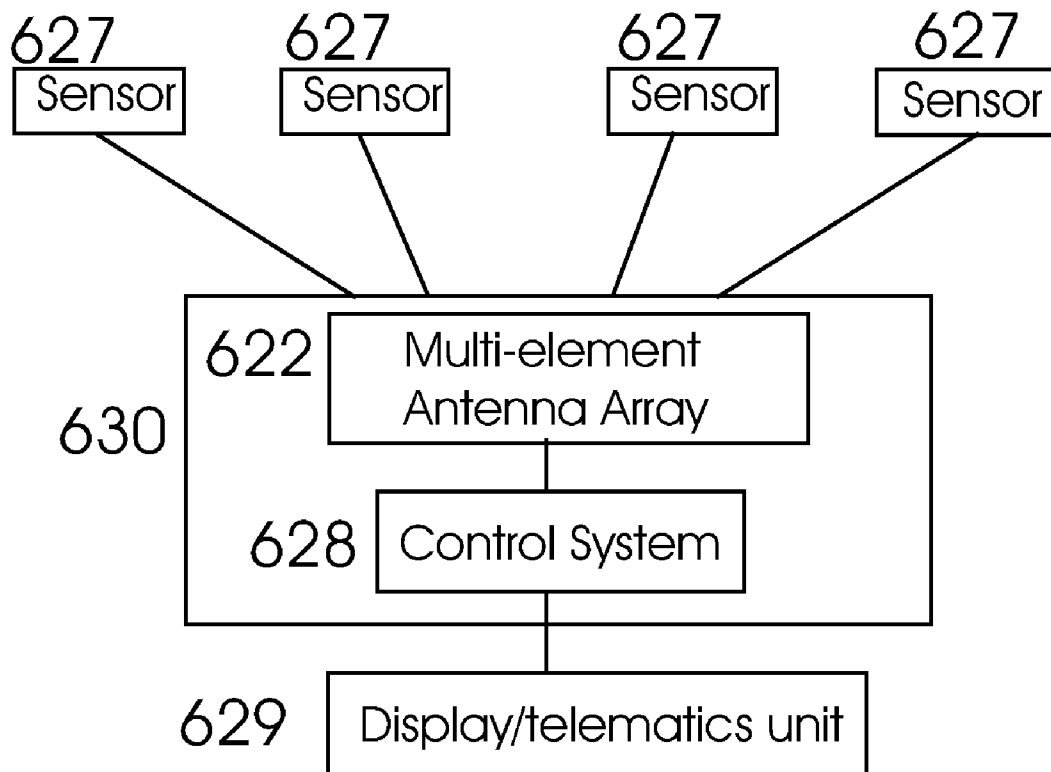 627 627 627 627
Sensor Sensor Sensor Sensor
622 Multi-element
Antenna Array
630
628 Control System
629 Display/telematics unit